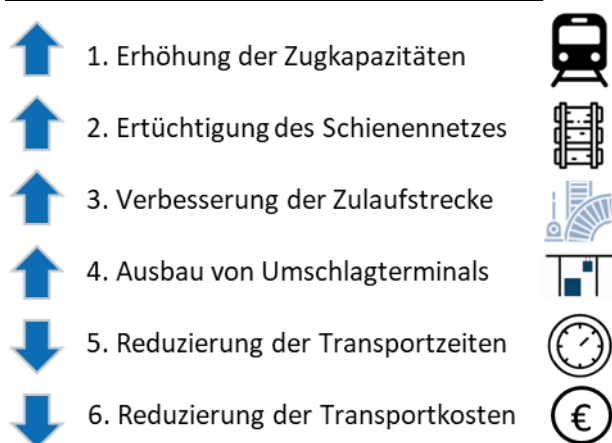 1. Erhöhung der Zugkapazitäten
2. Ertüchtigung des Schienennetzes
3. Verbesserung der Zulaufstrecke
4. Ausbau von Umschlagterminals
5. Reduzierung der Transportzeiten
6. Reduzierung der Transportkosten €